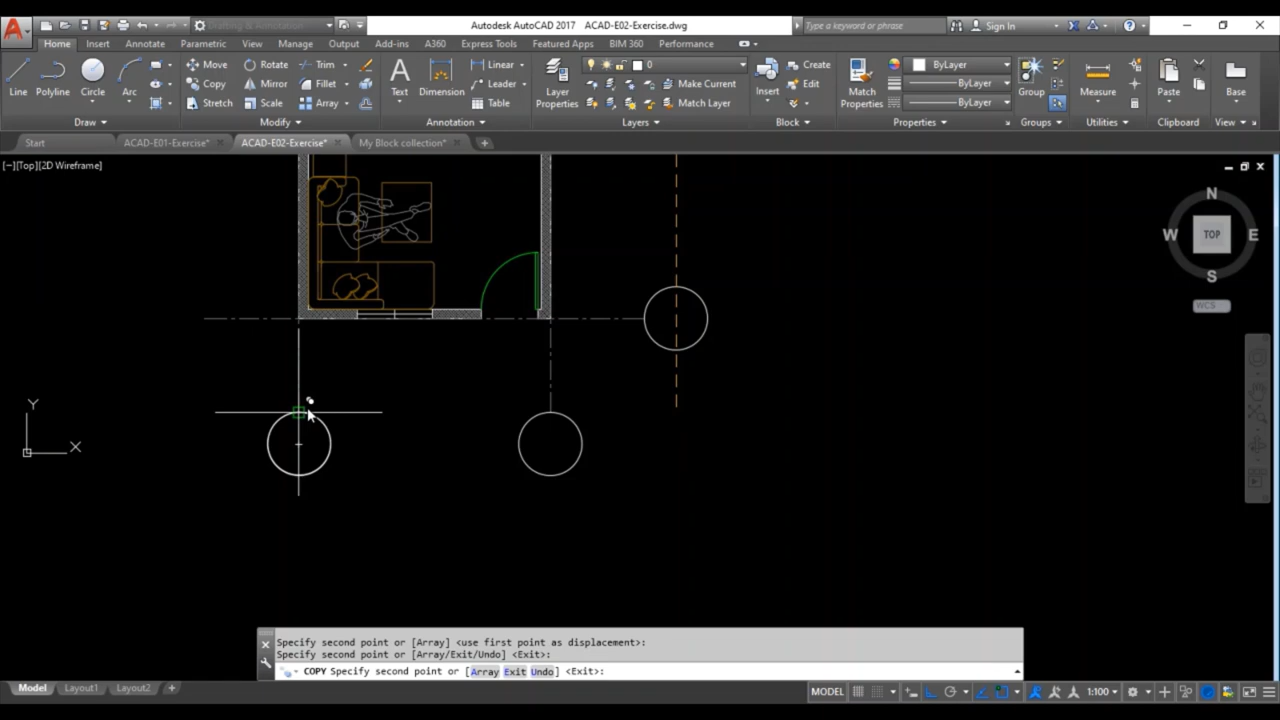 Drafting & Annotation
Autodesk AutoCAD 2017 ACAD-E02-Exercise.dwg
Type a keyword or phrase
Sign In
Home Insert Annotate Parametric View Manage Output Add-ins A360 Express Tools Featured Apps BIM 360 Performance
Line Polyline Circle Arc
Move Rotate Trim
Copy Mirror Fillet
Stretch Scale Array
Text Dimension
Linear
Leader
Table
Layer Properties
0
Make Current
Match Layer
Insert
Create
Edit
Match Properties
ByLayer
ByLayer
ByLayer
Group
Measure
Paste
Base
Draw Modify Annotation Layers Block Properties Groups Utilities Clipboard View
Start ACAD-E01-Exercise* ACAD-E02-Exercise* My Block collection*
[−][Top][2D Wireframe]
N
W TOP E
S
WCS
Y
X
Specify second point or [Array] <use first point as displacement>:
Specify second point or [Array/Exit/Undo] <Exit>:
COPY Specify second point or [Array Exit Undo] <Exit>:
Model Layout1 Layout2
MODEL 1:100